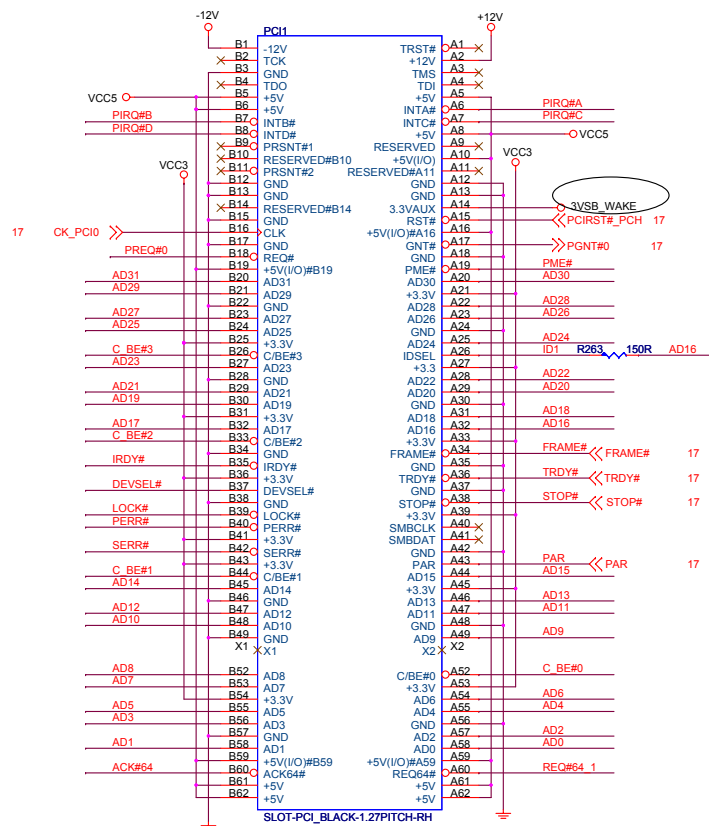 -12V
+12V
PCI1
B1 -12V TRST# A1
B2 TCK +12V A2
B3 GND TMS A3
B4 TDO TDI A4
VCC5 B5 +5V +5V A5
B6 +5V INTA# A6 PIRQ#A
PIRQ#B B7 INTB# INTC# A7 PIRQ#C
PIRQ#D B8 INTD# +5V A8 VCC5
B9 PRSNT#1 RESERVED A9
B10 RESERVED#B10 +5V(I/O) A10
B11 PRSNT#2 RESERVED#A11 A11
VCC3 VCC3
B12 GND GND A12
B13 GND GND A13
B14 RESERVED#B14 3.3VAUX A14 3VSB_WAKE
B15 GND RST# A15 PCIRST#_PCH 17
17 CK_PCI0 B16 CLK +5V(I/O)#A16 A16
B17 GND GNT# A17 PGNT#0 17
PREQ#0 B18 REQ# GND A18
B19 +5V(I/O)#B19 PME# A19 PME#
AD31 B20 AD31 AD30 A20 AD30
AD29 B21 AD29 +3.3V A21
B22 GND AD28 A22 AD28
AD27 B23 AD27 AD26 A23 AD26
AD25 B24 AD25 GND A24
B25 +3.3V AD24 A25 AD24
C_BE#3 B26 C/BE#3 IDSEL A26 ID1 R263 150R AD16
AD23 B27 AD23 +3.3 A27
B28 GND AD22 A28 AD22
AD21 B29 AD21 AD20 A29 AD20
AD19 B30 AD19 GND A30
B31 +3.3V AD18 A31 AD18
AD17 B32 AD17 AD16 A32 AD16
C_BE#2 B33 C/BE#2 +3.3V A33
B34 GND FRAME# A34 FRAME# FRAME# 17
IRDY# B35 IRDY# GND A35
B36 +3.3V TRDY# A36 TRDY# TRDY# 17
DEVSEL# B37 DEVSEL# GND A37
B38 GND STOP# A38 STOP# STOP# 17
LOCK# B39 LOCK# +3.3V A39
PERR# B40 PERR# SMBCLK A40
B41 +3.3V SMBDAT A41
SERR# B42 SERR# GND A42
B43 +3.3V PAR A43 PAR PAR 17
C_BE#1 B44 C/BE#1 AD15 A44 AD15
AD14 B45 AD14 +3.3V A45
B46 GND AD13 A46 AD13
AD12 B47 AD12 AD11 A47 AD11
AD10 B48 AD10 GND A48
B49 GND AD9 A49 AD9
X1 X1 X2 X2
AD8 B52 AD8 C/BE#0 A52 C_BE#0
AD7 B53 AD7 +3.3V A53
B54 +3.3V AD6 A54 AD6
AD5 B55 AD5 AD4 A55 AD4
AD3 B56 AD3 GND A56
B57 GND AD2 A57 AD2
AD1 B58 AD1 AD0 A58 AD0
B59 +5V(I/O)#B59 +5V(I/O)#A59 A59
ACK#64 B60 ACK64# REQ64# A60 REQ#64_1
B61 +5V +5V A61
B62 +5V +5V A62
SLOT-PCI_BLACK-1.27PITCH-RH